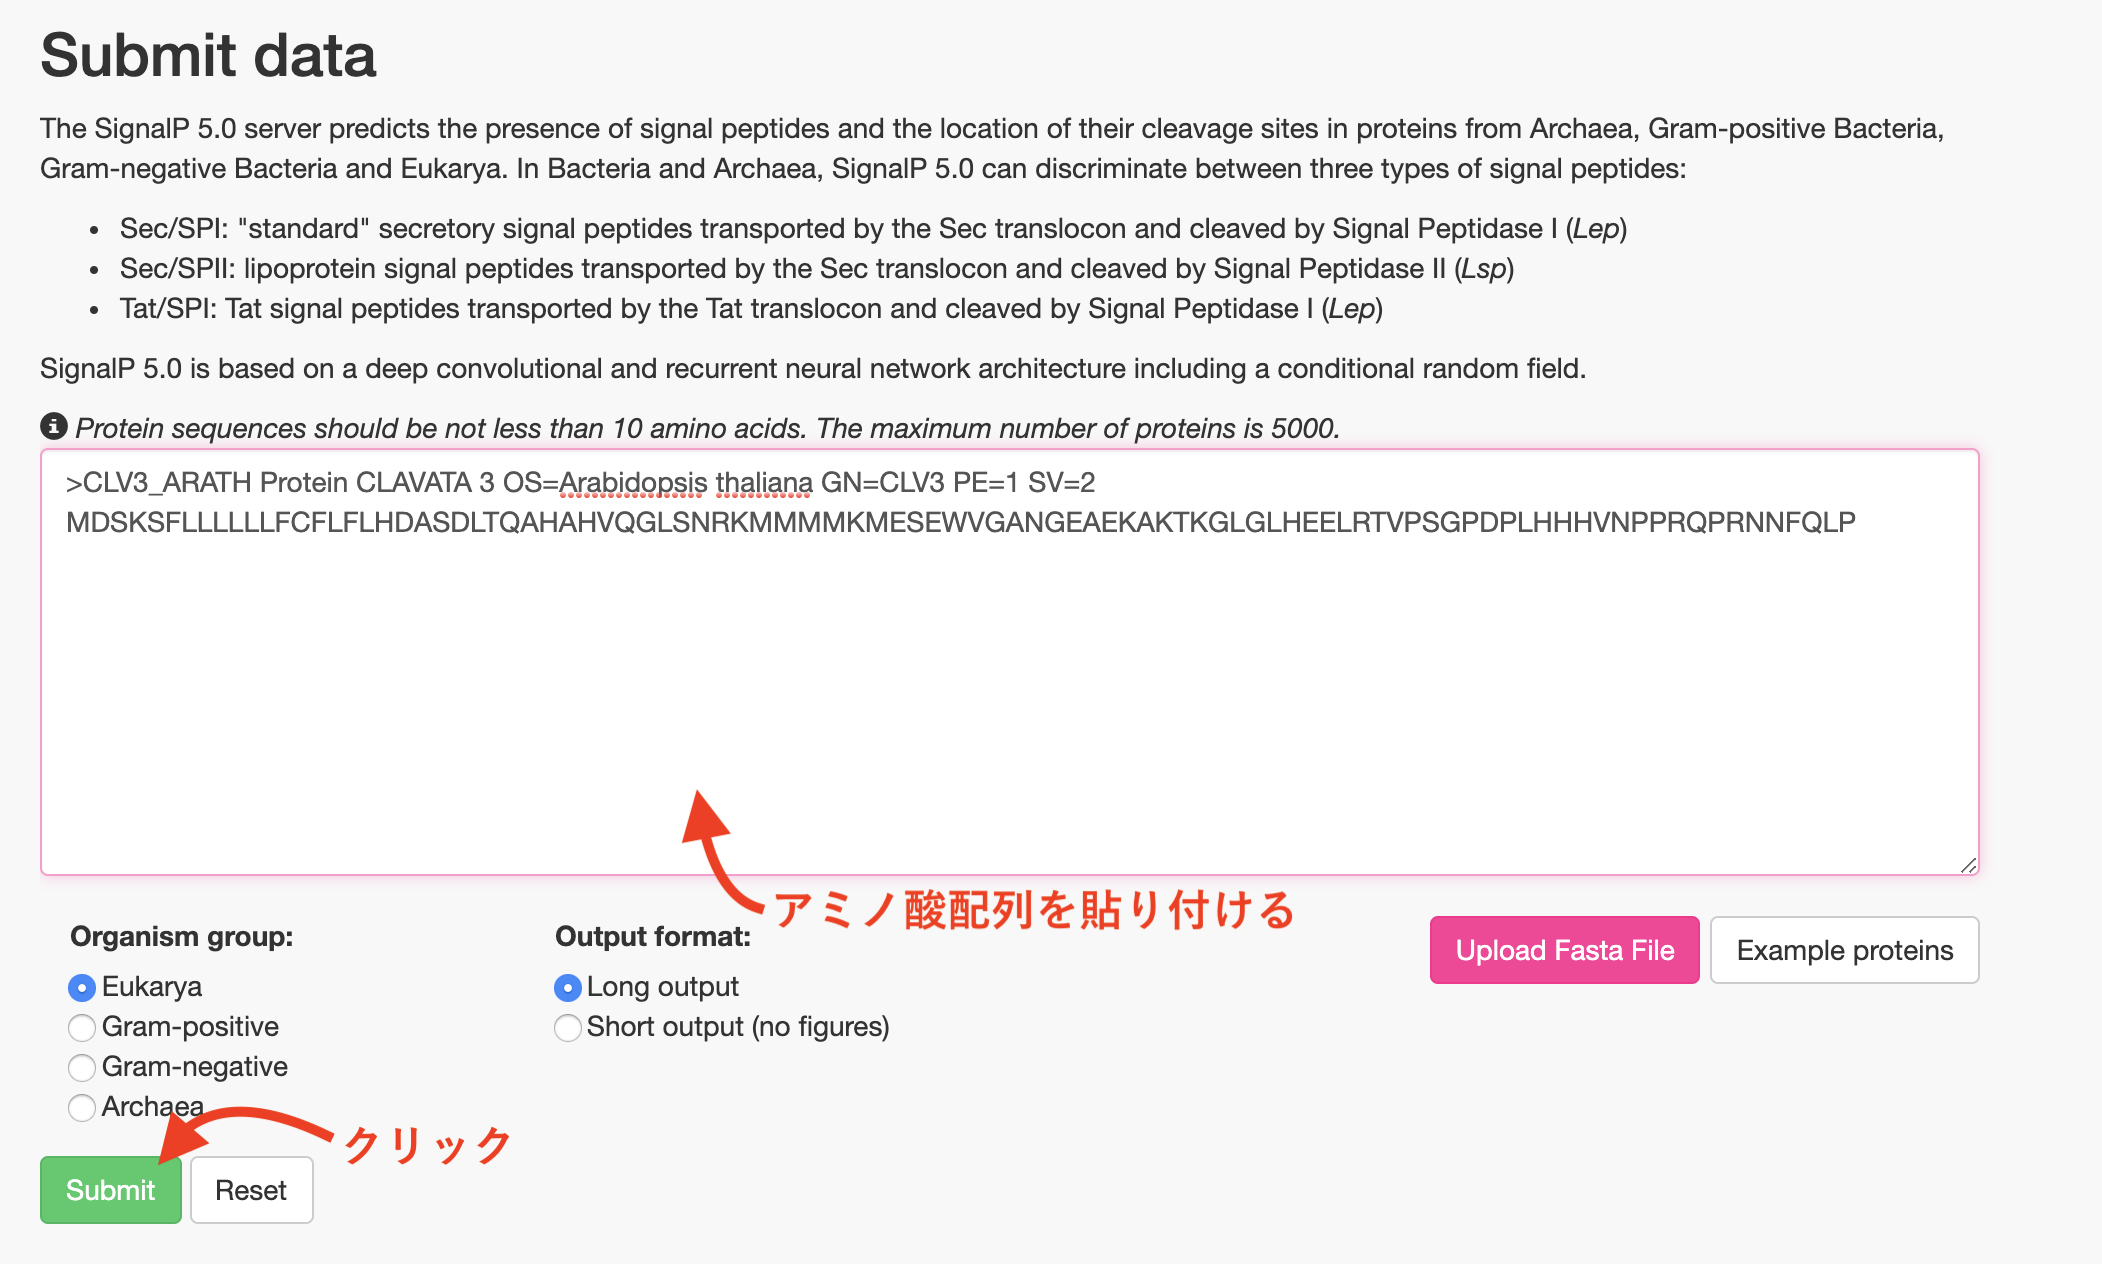 Submit data
The SignalP 5.0 server predicts the presence of signal peptides and the location of their cleavage sites in proteins from Archaea, Gram-positive Bacteria,
Gram-negative Bacteria and Eukarya. In Bacteria and Archaea, SignalP 5.0 can discriminate between three types of signal peptides:
• Sec/SPI: "standard" secretory signal peptides transported by the Sec translocon and cleaved by Signal Peptidase I (Lep)
• Sec/SPII: lipoprotein signal peptides transported by the Sec translocon and cleaved by Signal Peptidase II (Lsp)
• Tat/SPI: Tat signal peptides transported by the Tat translocon and cleaved by Signal Peptidase I (Lep)
SignalP 5.0 is based on a deep convolutional and recurrent neural network architecture including a conditional random field.
Protein sequences should be not less than 10 amino acids. The maximum number of proteins is 5000.
>CLV3_ARATH Protein CLAVATA 3 OS=Arabidopsis thaliana GN=CLV3 PE=1 SV=2
MDSKSFLLLLLLFCFLFLHDASDLTQAHAHVQGLSNRKMMMMKMESEWVGANGEAEKAKTKGLGLHEELRTVPSGPDPLHHHVNPPRQPRNNFQLP
アミノ酸配列を貼り付ける
Organism group:
Eukarya
Gram-positive
Gram-negative
Archaea
Output format:
Long output
Short output (no figures)
Upload Fasta File
Example proteins
クリック
Submit
Reset